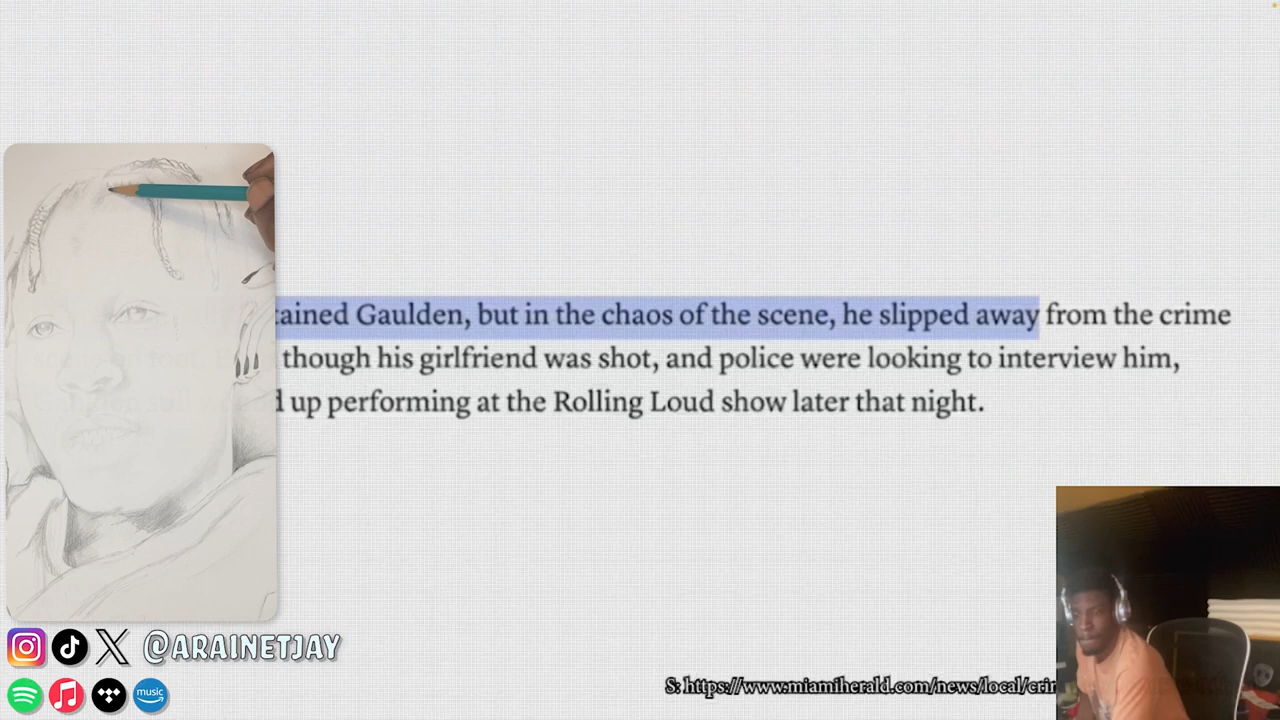 tained Gaulden, but in the chaos of the scene, he slipped away from the crime
though his girlfriend was shot, and police were looking to interview him,
up performing at the Rolling Loud show later that night.
@ARAINETJAY
music
S: https://www.miamiherald.com/news/local/crim